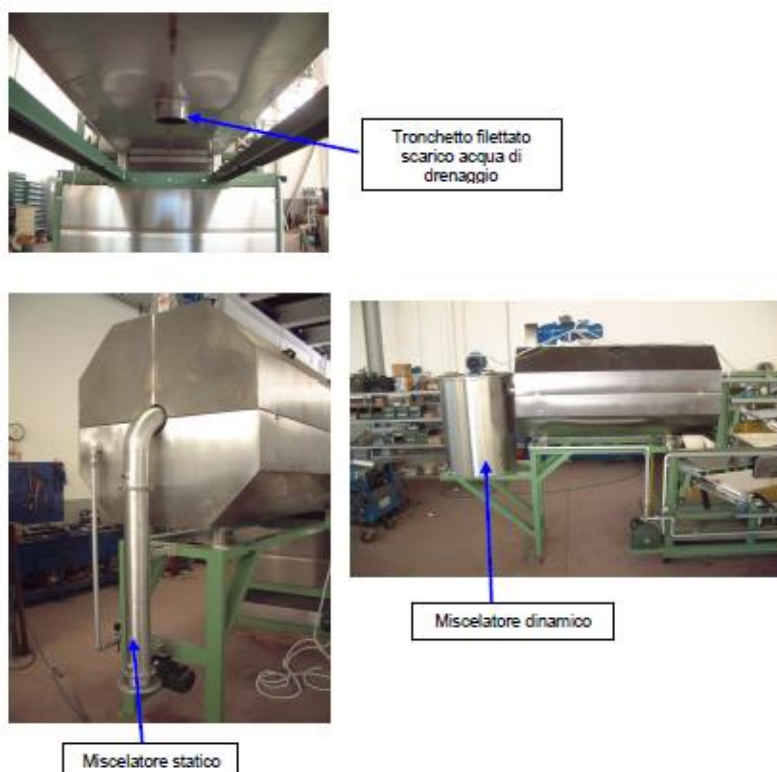 Tronchetto filettato
scarico acqua di
drenaggio
Miscelatore dinamico
Miscelatore statico